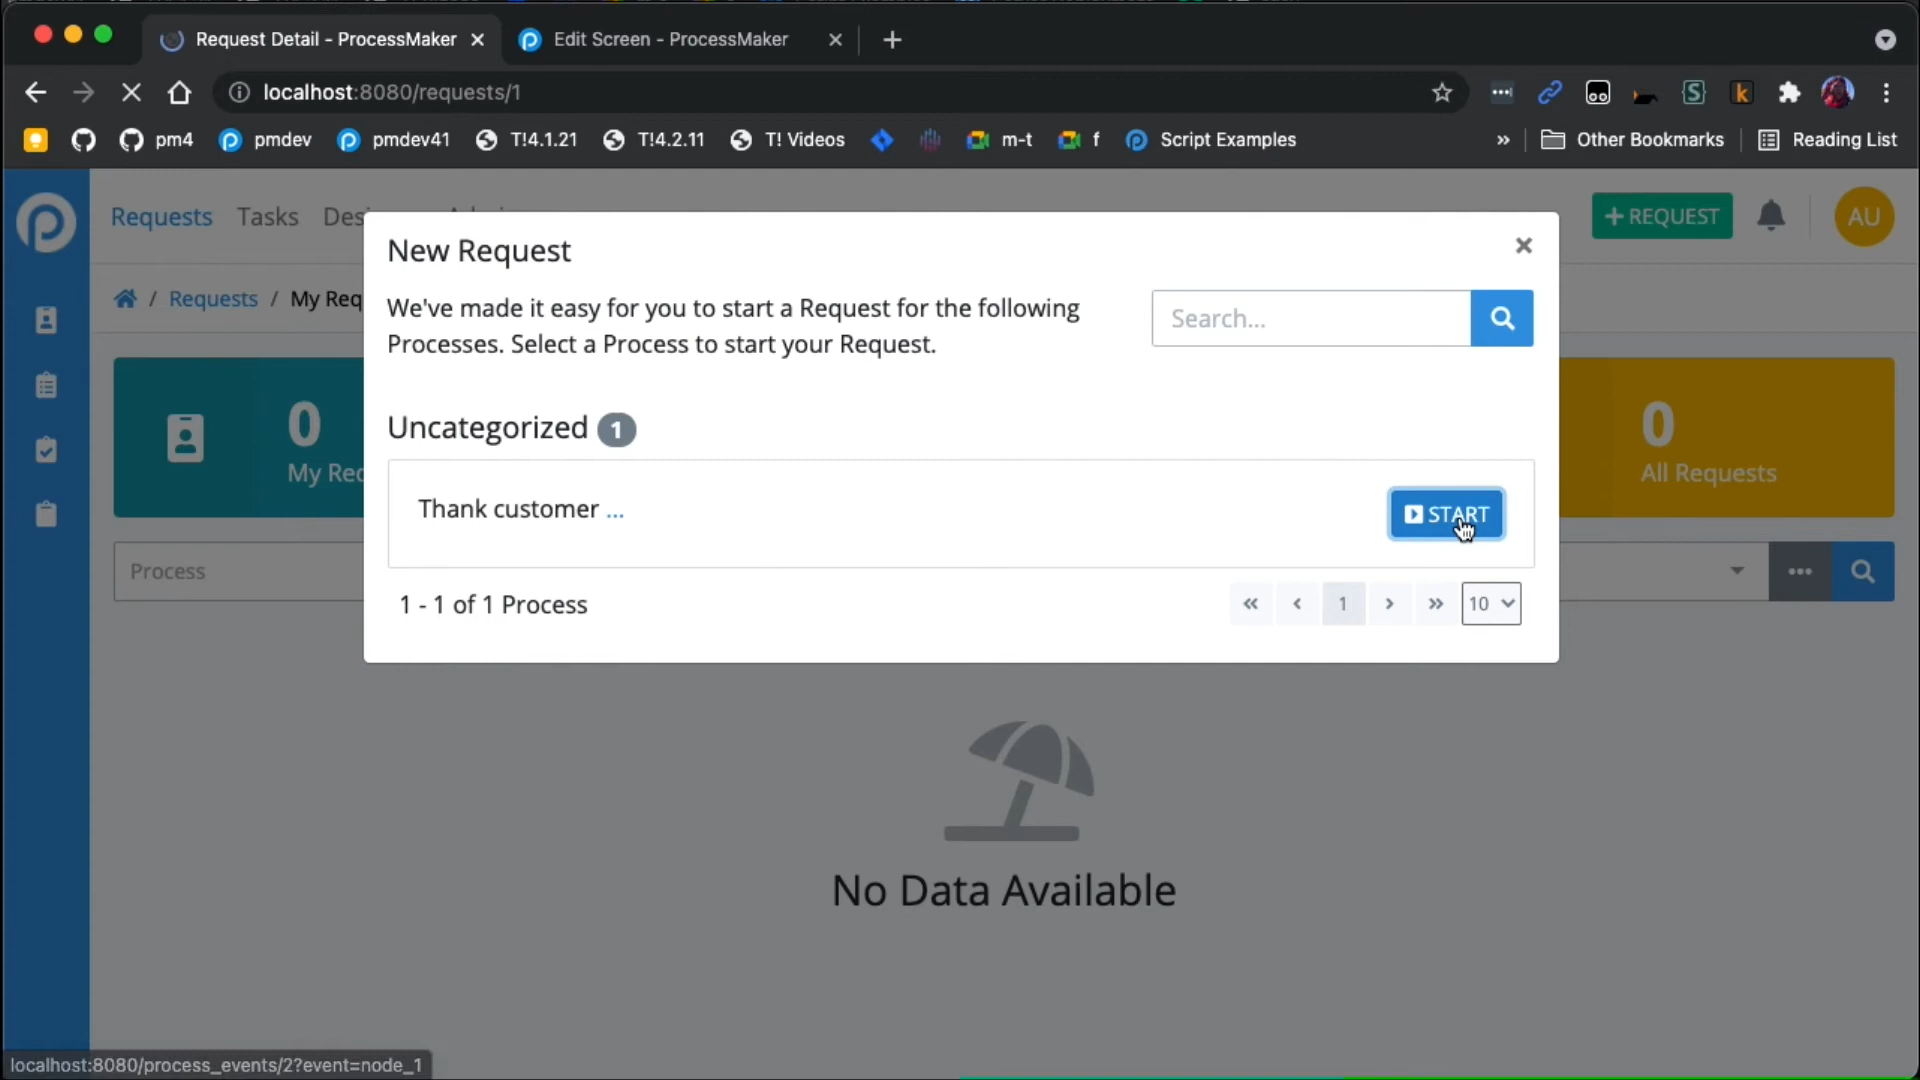 Request Detail - ProcessMaker
Edit Screen - ProcessMaker
localhost:8080/requests/1
pm4
pmdev
pmdev41
T!4.1.21
T!4.2.11
T! Videos
m-t
f
Script Examples
Other Bookmarks
Reading List
Requests
Tasks
+ REQUEST
AU
/ Requests / My Req
New Request
We've made it easy for you to start a Request for the following
Processes. Select a Process to start your Request.
Search...
Uncategorized 1
Thank customer ...
START
1 - 1 of 1 Process
« ‹ 1 › » 10
0
My Req
0
All Requests
Process
No Data Available
localhost:8080/process_events/2?event=node_1